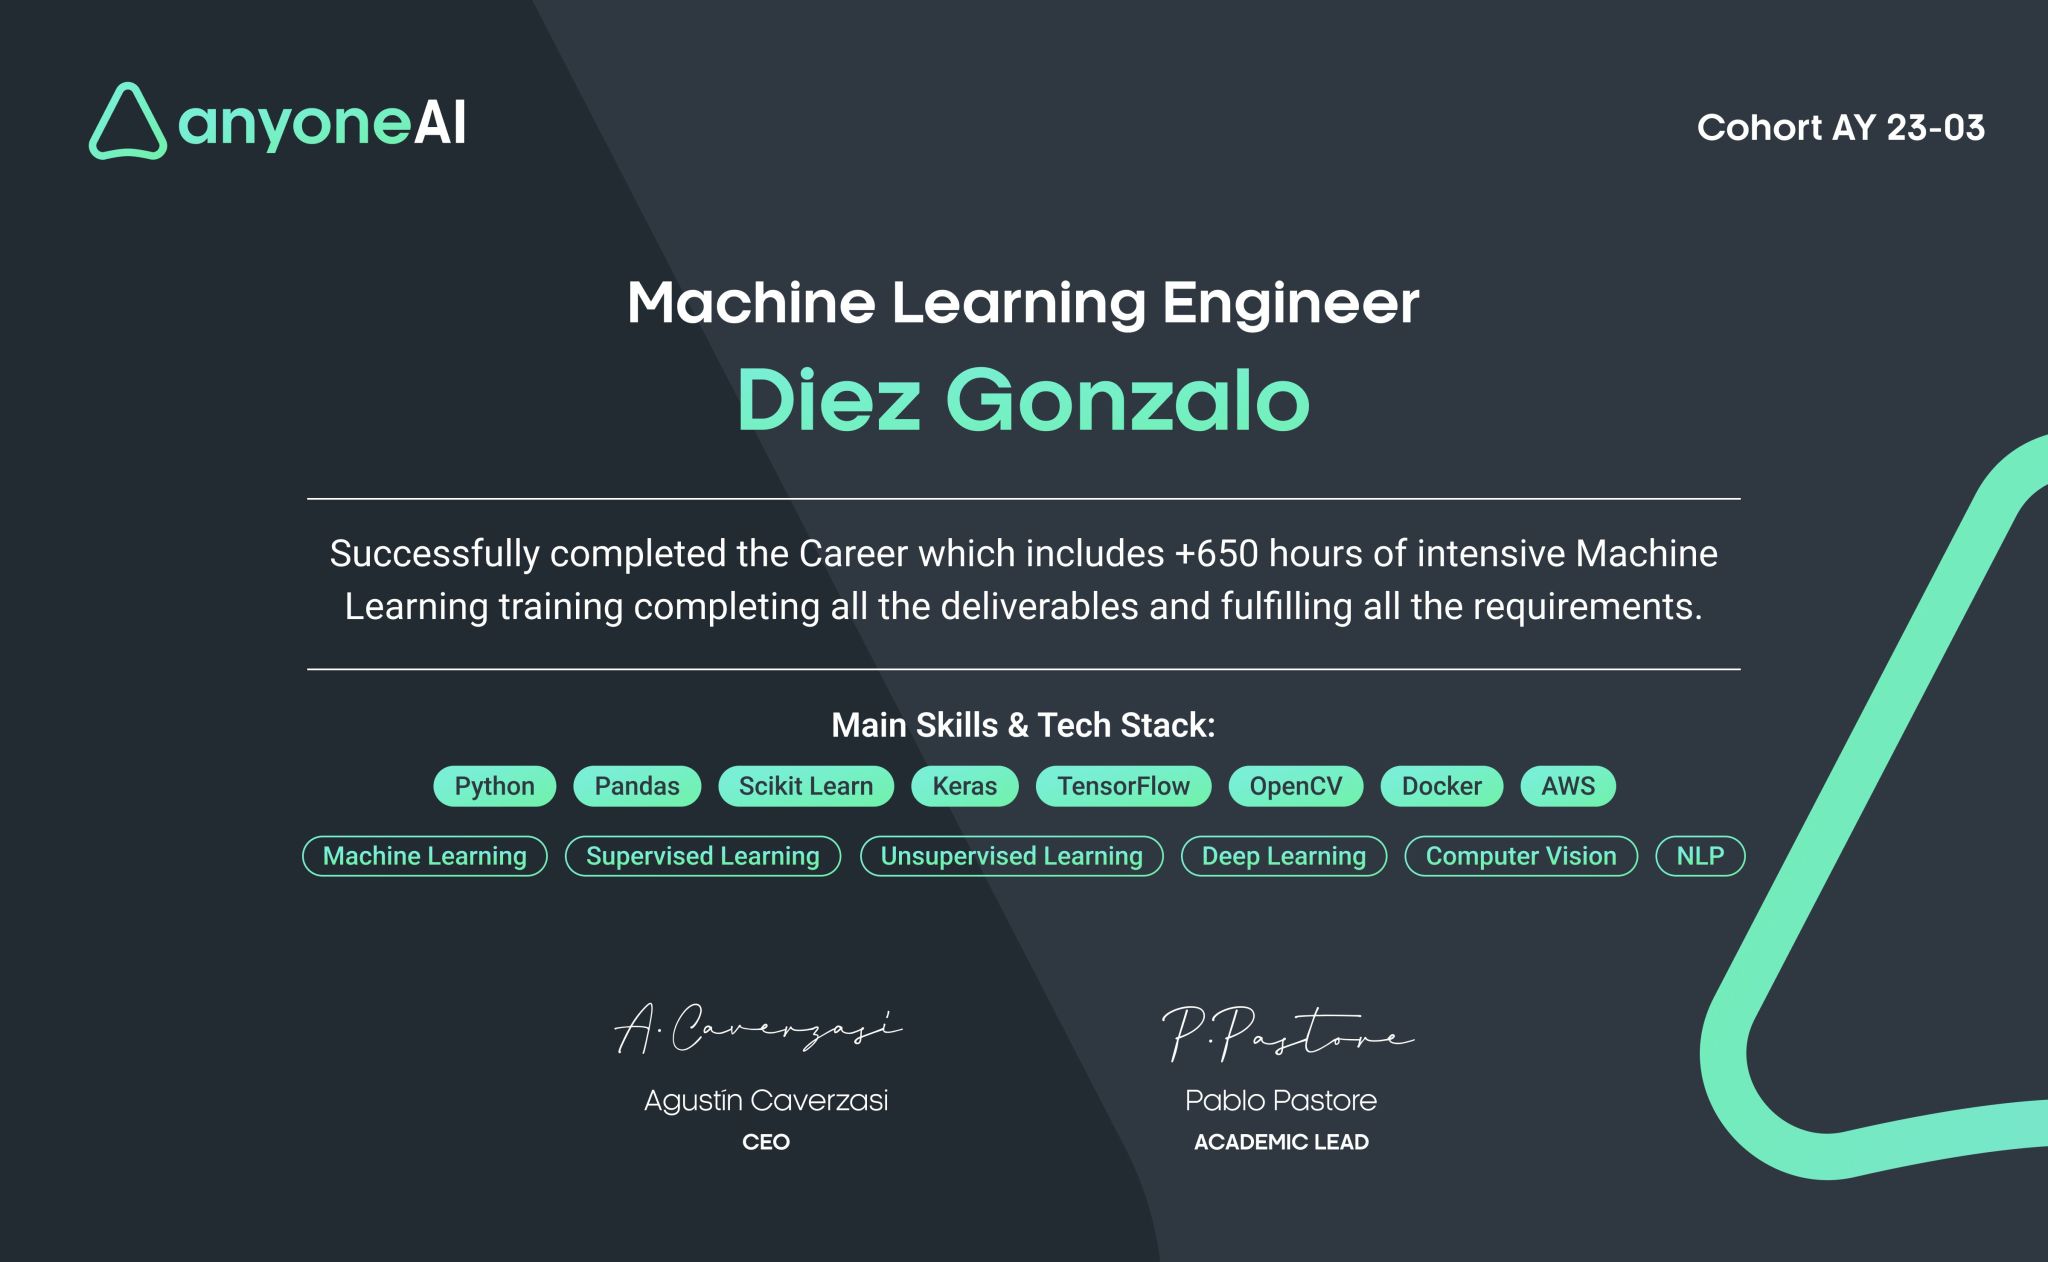 anyoneAI
Cohort AY 23-03
Machine Learning Engineer
Diez Gonzalo
Successfully completed the Career which includes +650 hours of intensive Machine
Learning training completing all the deliverables and fulfilling all the requirements.
Main Skills & Tech Stack:
Python Pandas Scikit Learn Keras TensorFlow OpenCV Docker AWS
Machine Learning Supervised Learning Unsupervised Learning Deep Learning Computer Vision NLP
A. Caverzasi P. Pastore
Agustín Caverzasi Pablo Pastore
CEO ACADEMIC LEAD